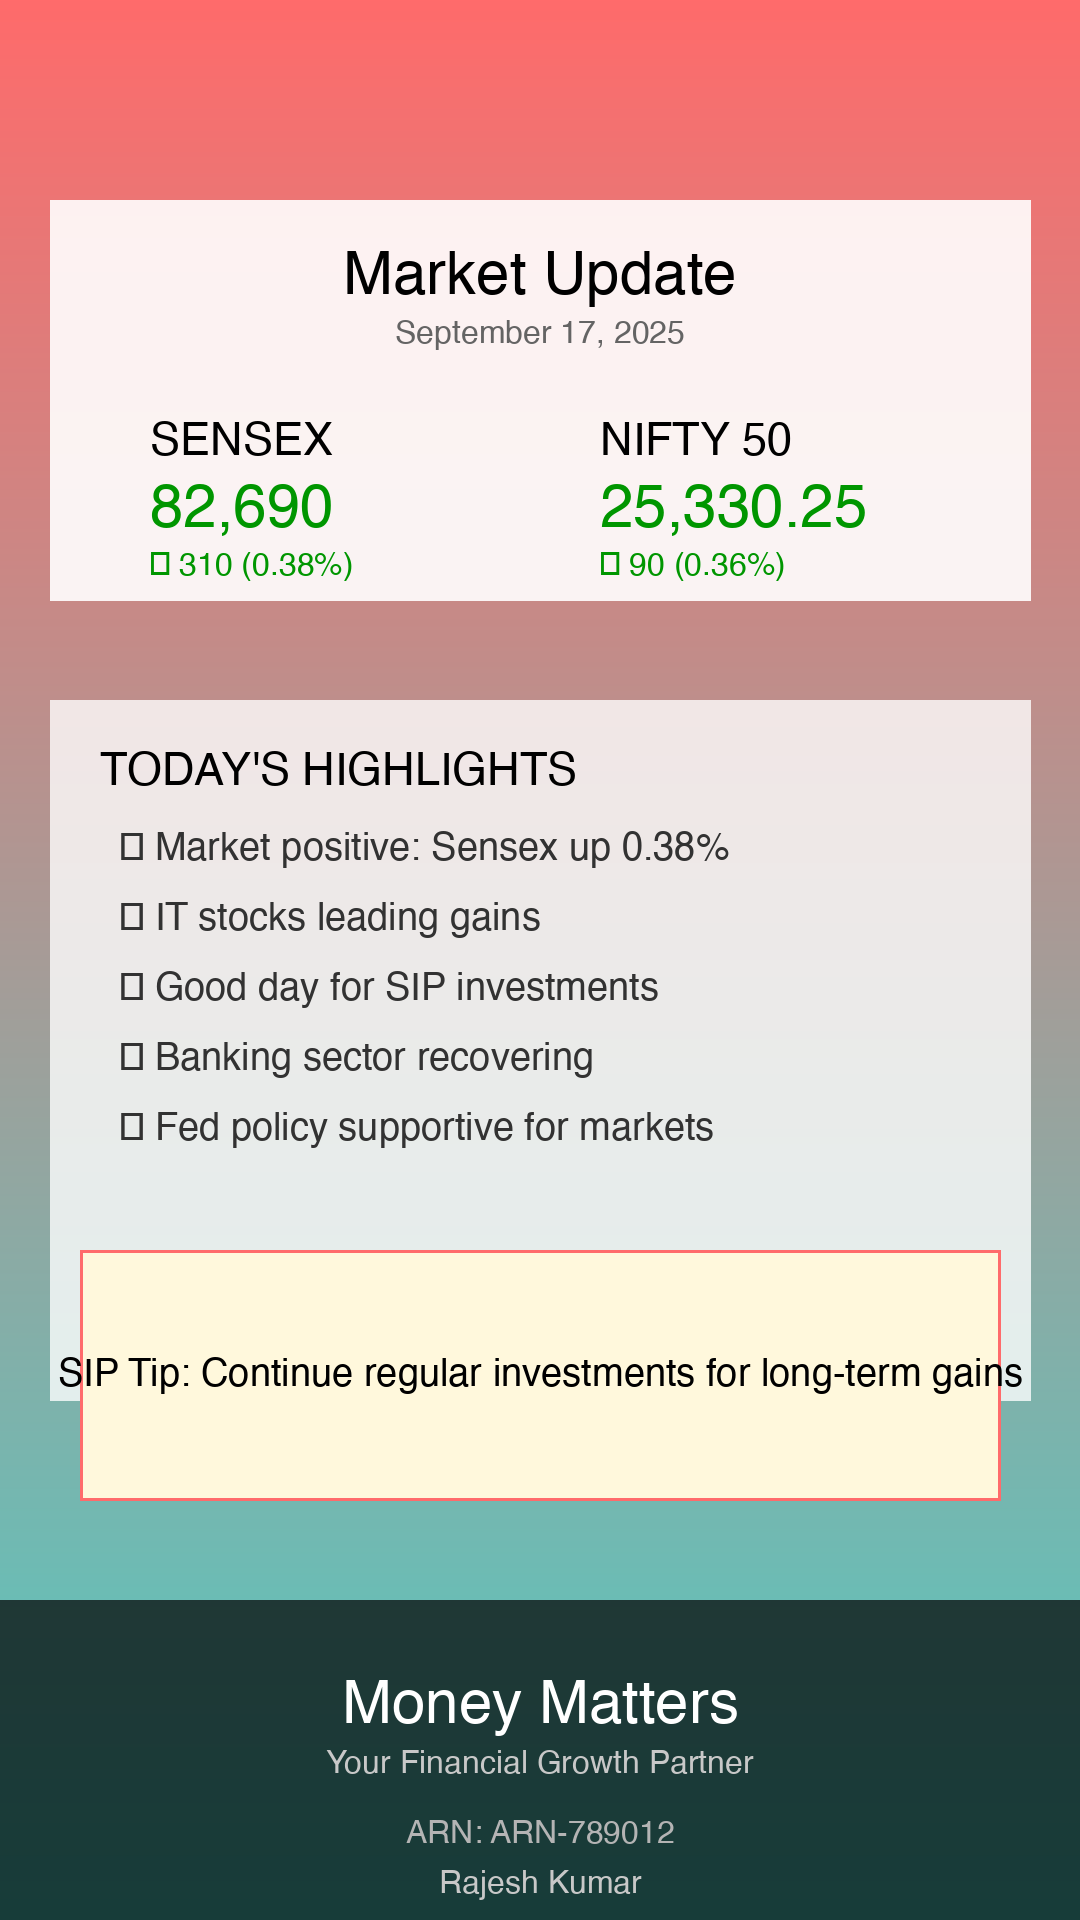 Market Update
September 17, 2025
SENSEX
NIFTY 50
82,690
25,330.25
□ 310 (0.38%)
□ 90 (0.36%)
TODAY'S HIGHLIGHTS
□ Market positive: Sensex up 0.38%
□ IT stocks leading gains
□ Good day for SIP investments
□ Banking sector recovering
□ Fed policy supportive for markets
SIP Tip: Continue regular investments for long-term gains
Money Matters
Your Financial Growth Partner
ARN: ARN-789012
Rajesh Kumar